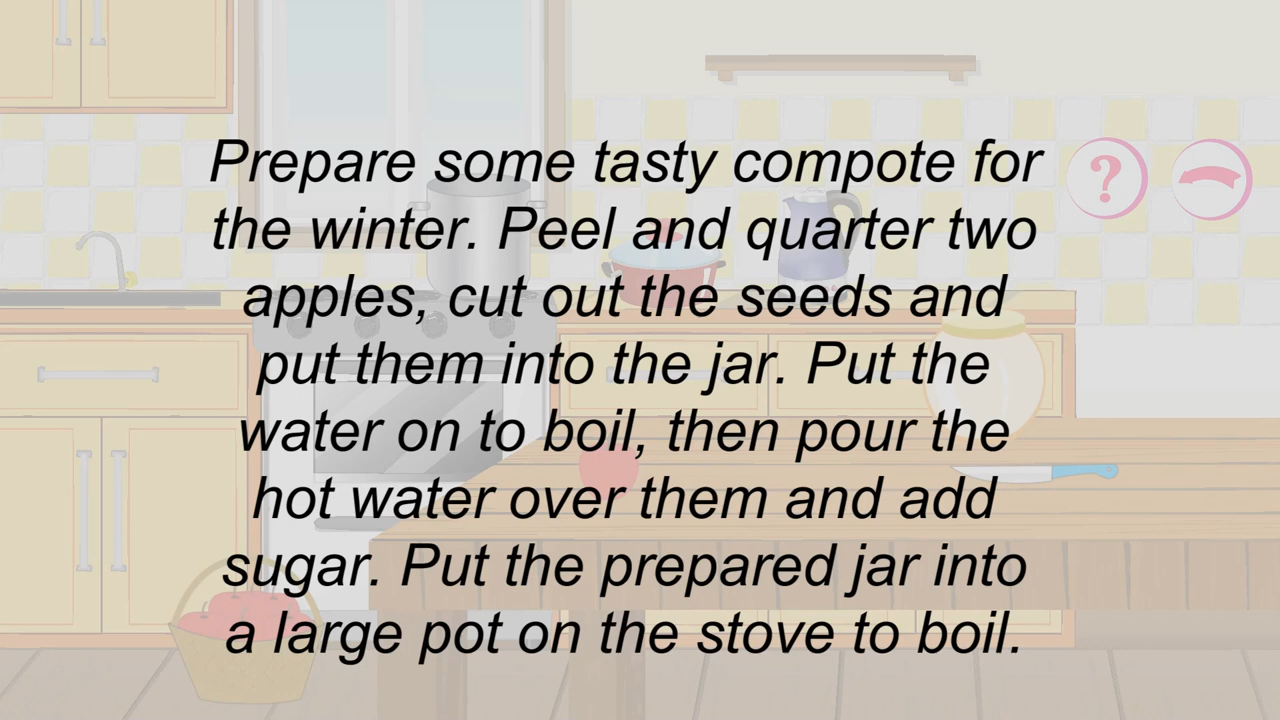 Prepare some tasty compote for
the winter. Peel and quarter two
apples, cut out the seeds and
put them into the jar. Put the
water on to boil, then pour the
hot water over them and add
sugar. Put the prepared jar into
a large pot on the stove to boil.
?